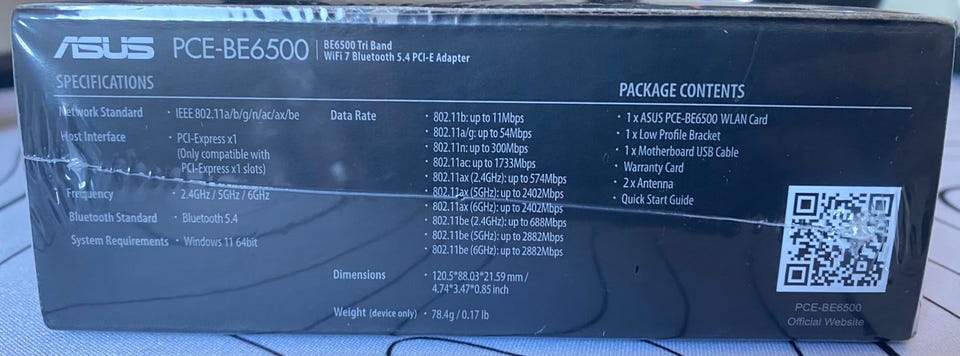 ASUS PCE-BE6500 BE6500 Tri Band
WiFi 7 Bluetooth 5.4 PCI-E Adapter
SPECIFICATIONS
Network Standard
• IEEE 802.11a/b/g/n/ac/ax/be
Host Interface
• PCI-Express x1
(Only compatible with
PCI-Express x1 slots)
Frequency
• 2.4GHz / 5GHz / 6GHz
Bluetooth Standard
• Bluetooth 5.4
System Requirements
• Windows 11 64bit
Data Rate
• 802.11b: up to 11Mbps
• 802.11a/g: up to 54Mbps
• 802.11n: up to 300Mbps
• 802.11ac: up to 1733Mbps
• 802.11ax (2.4GHz): up to 574Mbps
• 802.11ax (5GHz): up to 2402Mbps
• 802.11ax (6GHz): up to 2402Mbps
• 802.11be (2.4GHz): up to 688Mbps
• 802.11be (5GHz): up to 2882Mbps
• 802.11be (6GHz): up to 2882Mbps
Dimensions
• 120.5*88.03*21.59 mm /
4.74*3.47*0.85 inch
Weight (device only)
• 78.4g / 0.17 lb
PACKAGE CONTENTS
• 1 x ASUS PCE-BE6500 WLAN Card
• 1 x Low Profile Bracket
• 1 x Motherboard USB Cable
• Warranty Card
• 2 x Antenna
• Quick Start Guide
PCE-BE6500
Official Website